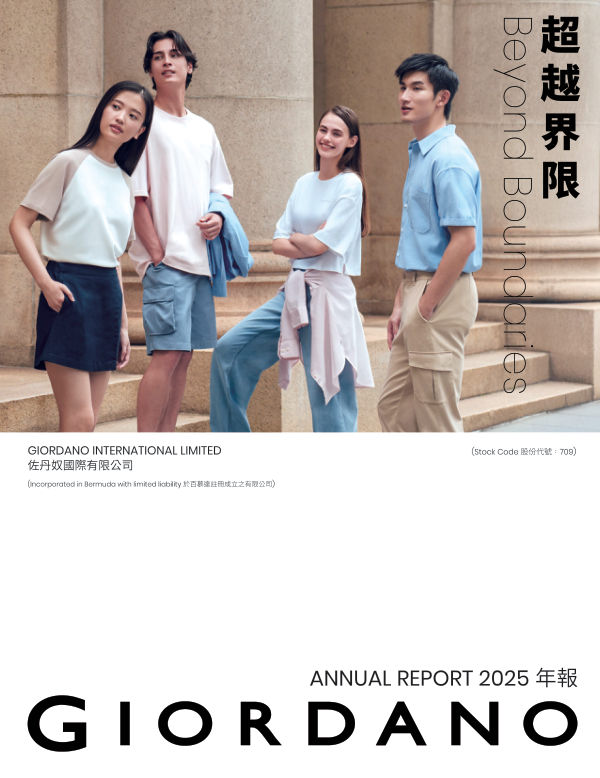 超越界限
Beyond Boundaries
GIORDANO INTERNATIONAL LIMITED
佐丹奴國際有限公司
(Incorporated in Bermuda with limited liability 於百慕達註冊成立之有限公司)
(Stock Code 股份代號：709)
ANNUAL REPORT 2025 年報
GIORDANO